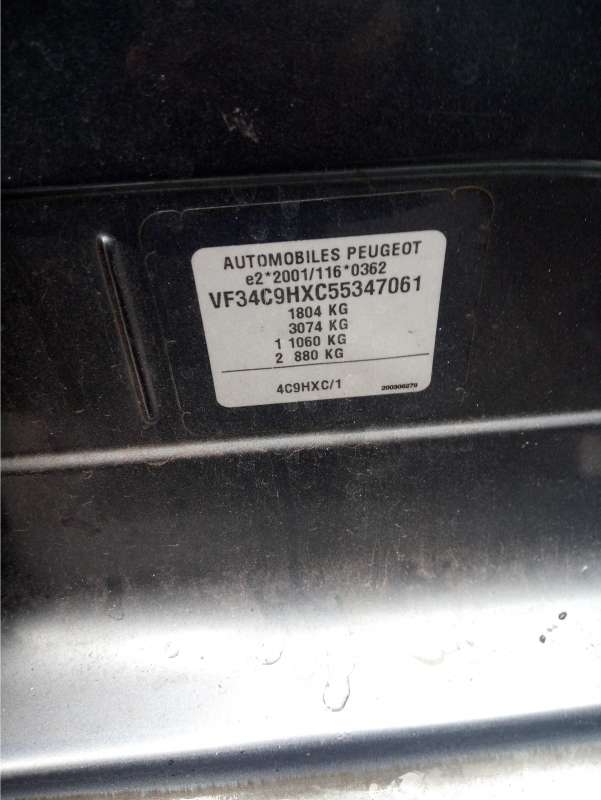 AUTOMOBILES PEUGEOT
e2*2001/116*0362
VF34C9HXC55347061
1804 KG
3074 KG
1 1060 KG
2 880 KG
4C9HXC/1 200306279